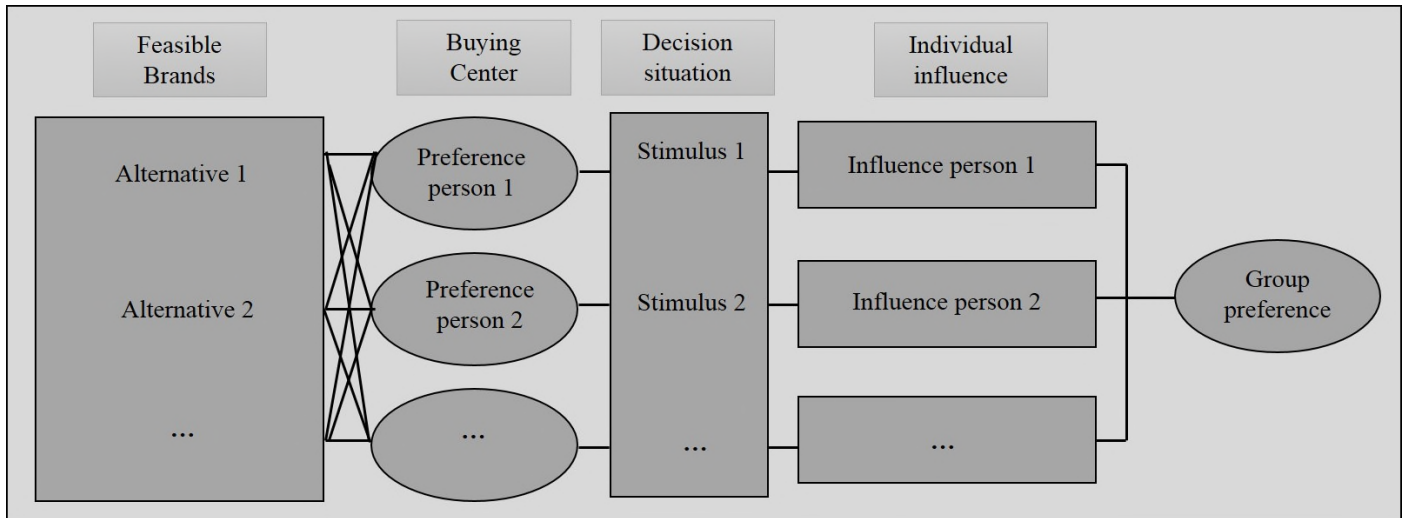 Feasible
Brands
Buying
Center
Decision
situation
Individual
influence
Alternative 1
Preference
person 1
Stimulus 1
Influence person 1
Alternative 2
Preference
person 2
Stimulus 2
Influence person 2
Group
preference
...
...
...
...